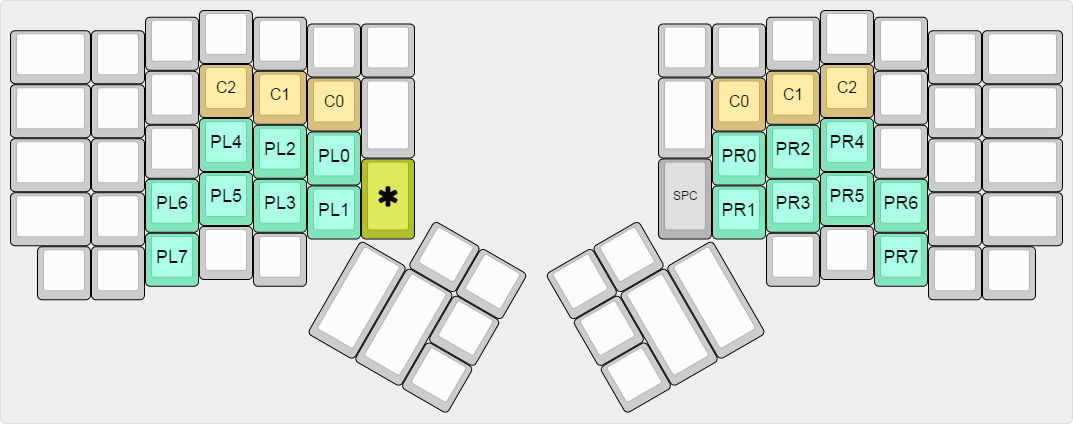 C2 C1 C0
PL4 PL2 PL0
PL6 PL5 PL3 PL1 *
PL7
C0 C1 C2
PR0 PR2 PR4
SPC PR1 PR3 PR5 PR6
PR7